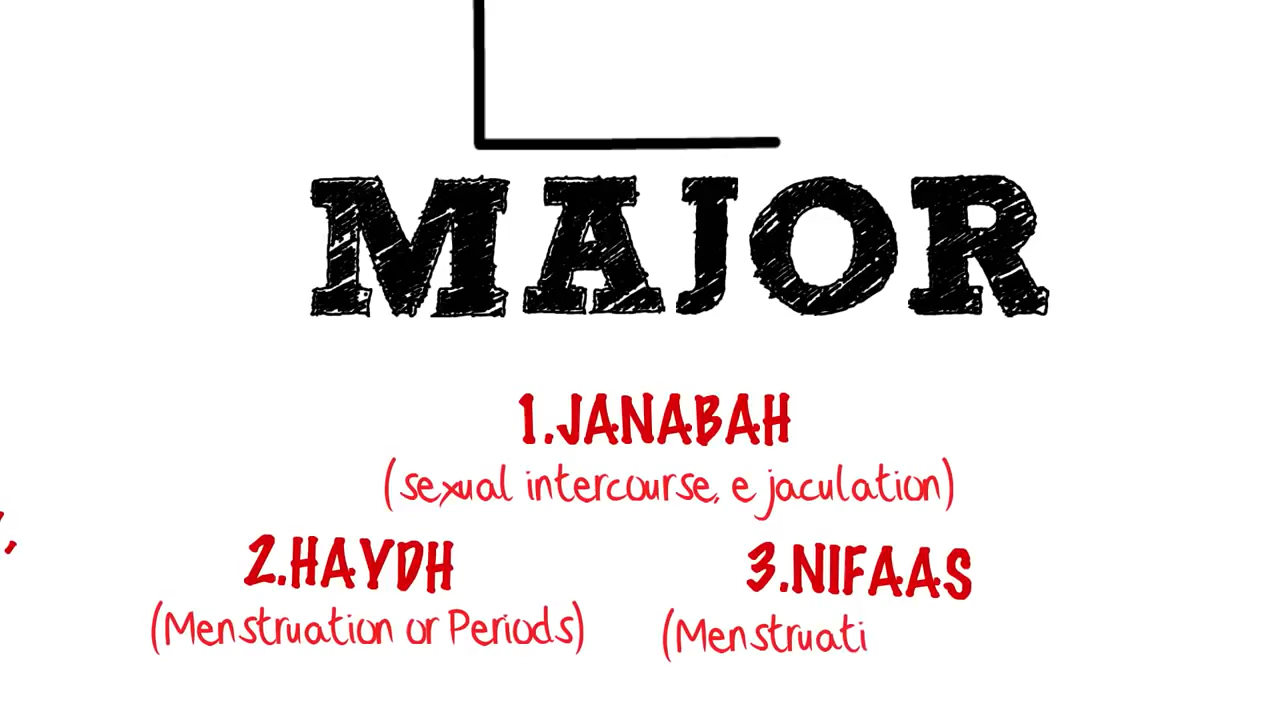 MAJOR
1.JANABAH
(sexual intercourse, ejaculation)
2.HAYDH
(Menstruation or Periods)
3.NIFAAS
(Menstruati